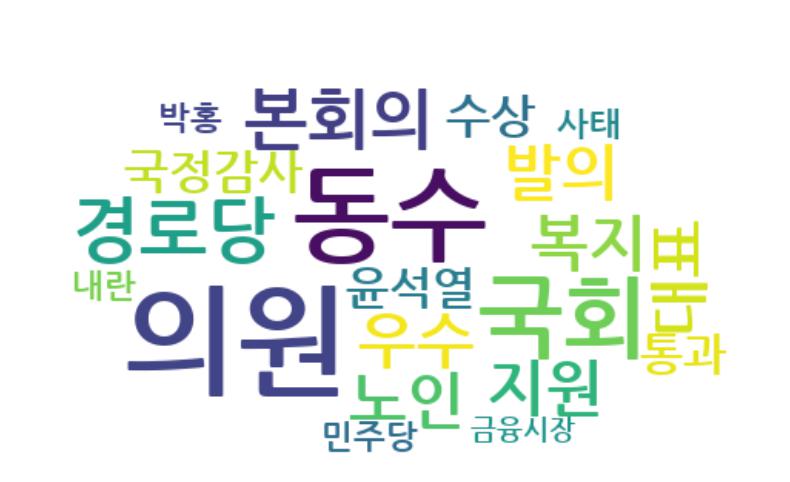 박홍
본회의
수상
사태
국정감사
발의
경로당
동수
복지
대표
내란
윤석열
국회
의원
우수
통과
노인
지원
민주당
금융시장